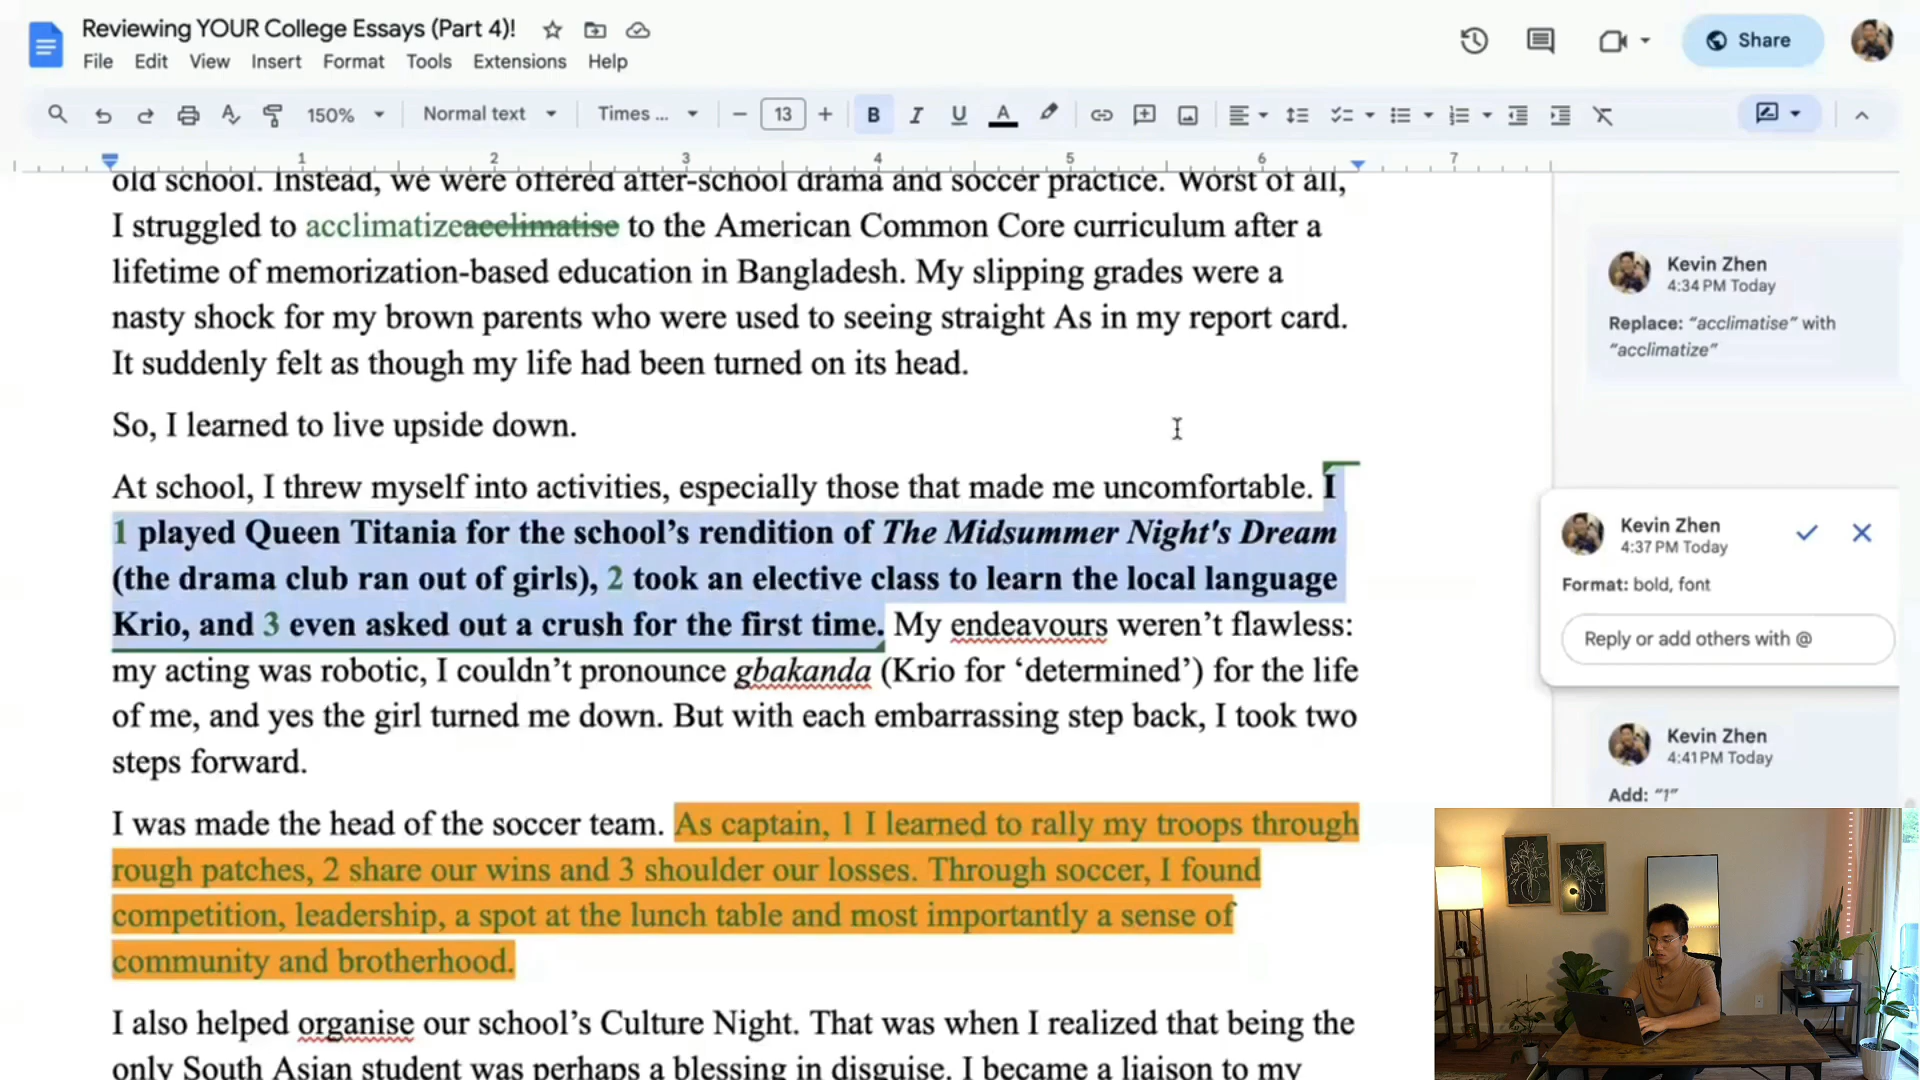 Reviewing YOUR College Essays (Part 4)!
File Edit View Insert Format Tools Extensions Help
Share
150% Normal text Times ... − 13 + B I U A
1 2 3 4 5 6 7
old school. Instead, we were offered after-school drama and soccer practice. Worst of all,
I struggled to acclimatizeacclimatise to the American Common Core curriculum after a
lifetime of memorization-based education in Bangladesh. My slipping grades were a
nasty shock for my brown parents who were used to seeing straight As in my report card.
It suddenly felt as though my life had been turned on its head.
So, I learned to live upside down.
At school, I threw myself into activities, especially those that made me uncomfortable. I
1 played Queen Titania for the school’s rendition of The Midsummer Night's Dream
(the drama club ran out of girls), 2 took an elective class to learn the local language
Krio, and 3 even asked out a crush for the first time. My endeavours weren’t flawless:
my acting was robotic, I couldn’t pronounce gbakanda (Krio for ‘determined’) for the life
of me, and yes the girl turned me down. But with each embarrassing step back, I took two
steps forward.
I was made the head of the soccer team. As captain, 1 I learned to rally my troops through
rough patches, 2 share our wins and 3 shoulder our losses. Through soccer, I found
competition, leadership, a spot at the lunch table and most importantly a sense of
community and brotherhood.
I also helped organise our school’s Culture Night. That was when I realized that being the
only South Asian student was perhaps a blessing in disguise. I became a liaison to my
Kevin Zhen
4:34 PM Today
Replace: “acclimatise” with
“acclimatize”
Kevin Zhen
4:37 PM Today
Format: bold, font
Reply or add others with @
Kevin Zhen
4:41 PM Today
Add: “1”